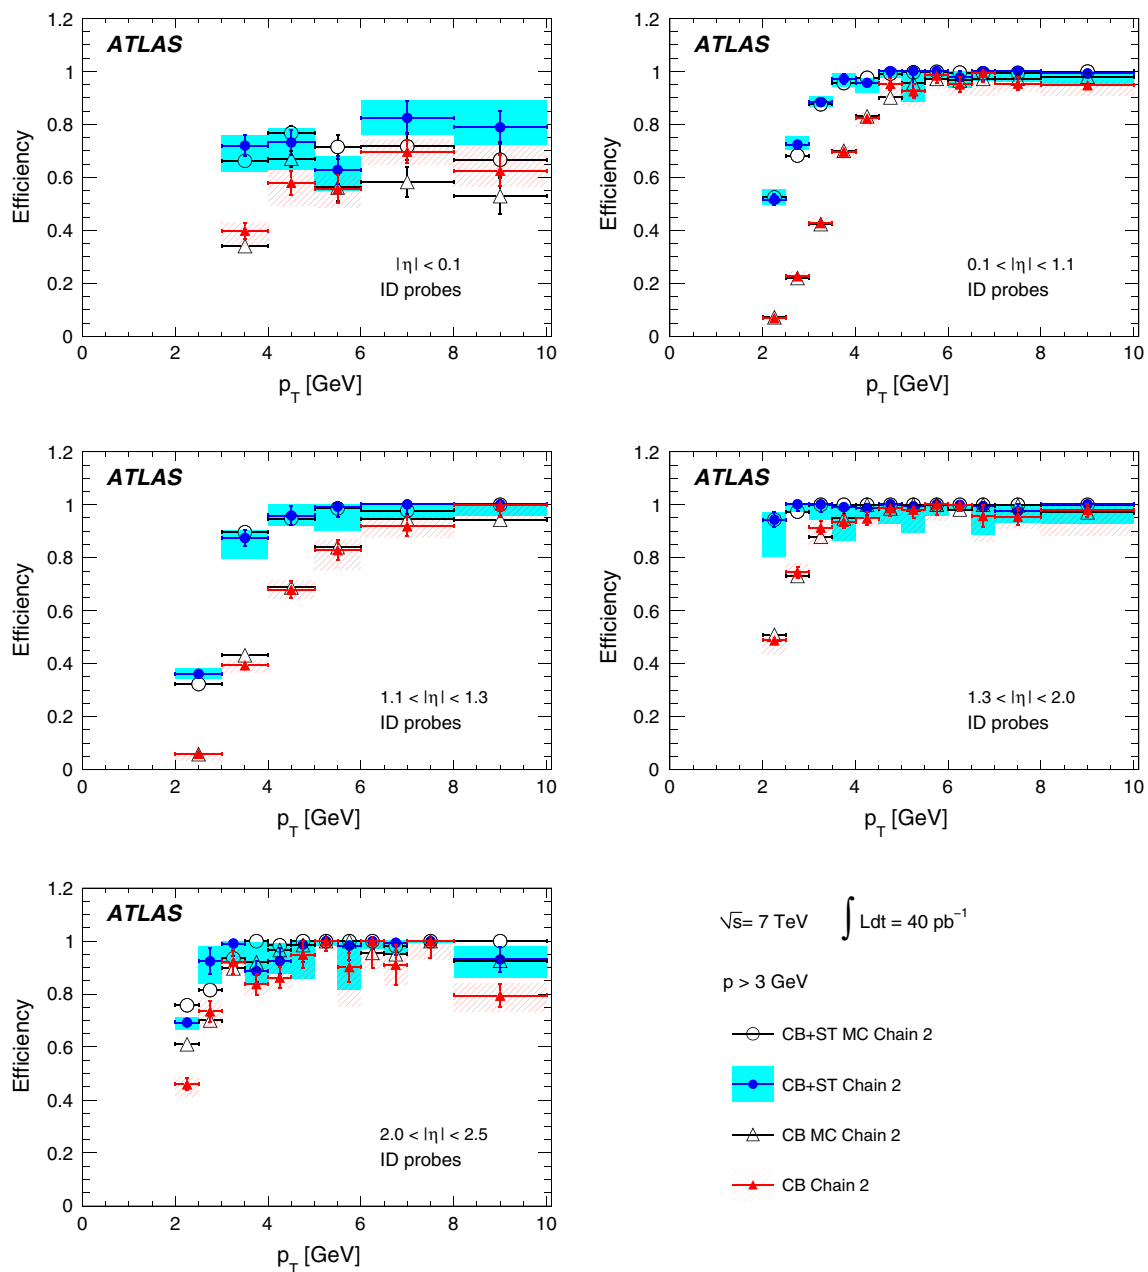 ATLAS
Efficiency
1.2
1
0.8
0.6
0.4
0.2
0
|η| < 0.1
ID probes
0 2 4 6 8 10
p_T [GeV]
ATLAS
Efficiency
1.2
1
0.8
0.6
0.4
0.2
0
0.1 < |η| < 1.1
ID probes
0 2 4 6 8 10
p_T [GeV]
ATLAS
Efficiency
1.2
1
0.8
0.6
0.4
0.2
0
1.1 < |η| < 1.3
ID probes
0 2 4 6 8 10
p_T [GeV]
ATLAS
Efficiency
1.2
1
0.8
0.6
0.4
0.2
0
1.3 < |η| < 2.0
ID probes
0 2 4 6 8 10
p_T [GeV]
ATLAS
Efficiency
1.2
1
0.8
0.6
0.4
0.2
0
2.0 < |η| < 2.5
ID probes
0 2 4 6 8 10
p_T [GeV]
√s= 7 TeV ∫ Ldt = 40 pb⁻¹
p > 3 GeV
CB+ST MC Chain 2
CB+ST Chain 2
CB MC Chain 2
CB Chain 2